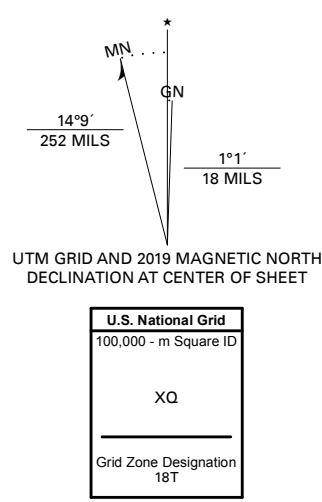 MN
GN
14°9´
252 MILS
1°1´
18 MILS
UTM GRID AND 2019 MAGNETIC NORTH
DECLINATION AT CENTER OF SHEET
U.S. National Grid
100,000 - m Square ID
XQ
Grid Zone Designation
18T